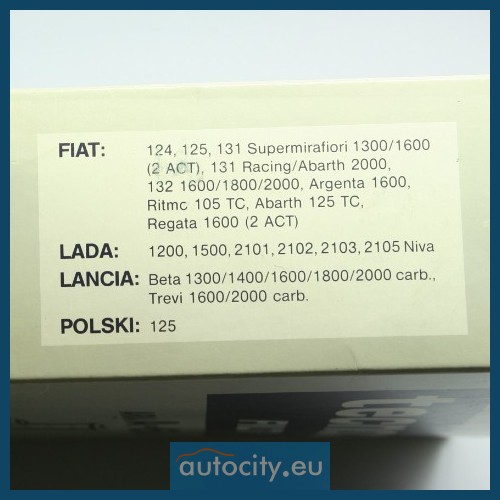 FIAT: 124, 125, 131 Supermirafiori 1300/1600
(2 ACT), 131 Racing/Abarth 2000,
132 1600/1800/2000, Argenta 1600,
Ritmo 105 TC, Abarth 125 TC,
Regata 1600 (2 ACT)
LADA: 1200, 1500, 2101, 2102, 2103, 2105 Niva
LANCIA: Beta 1300/1400/1600/1800/2000 carb.,
Trevi 1600/2000 carb.
POLSKI: 125
autocity.eu